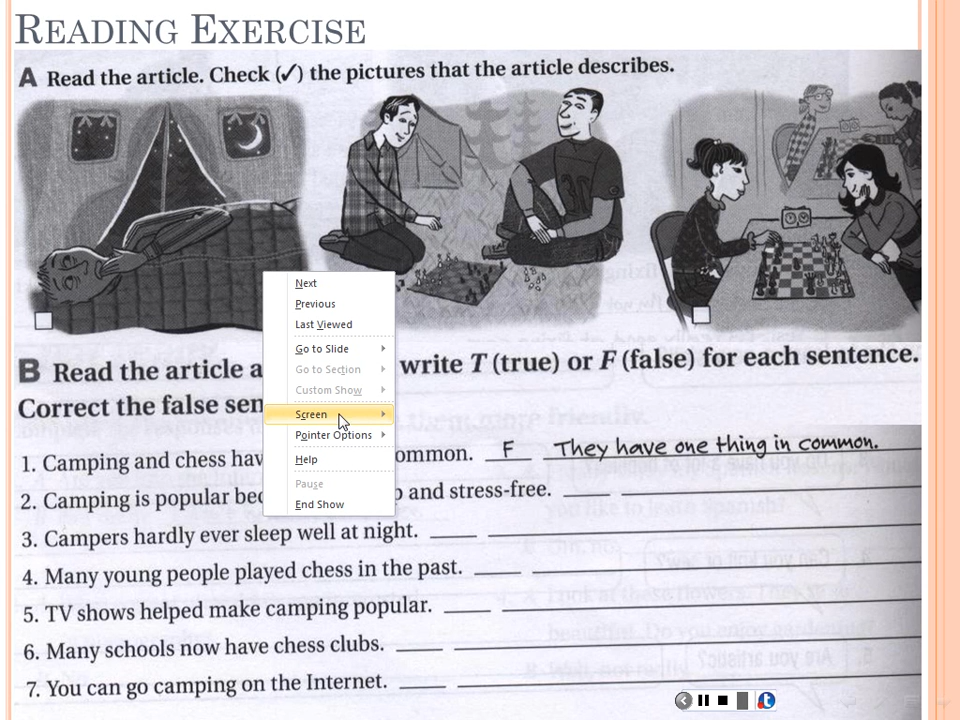 READING EXERCISE
A Read the article. Check (✓) the pictures that the article describes.
Next
Previous
Last Viewed
Go to Slide
Go to Section
Custom Show
Screen
Pointer Options
Help
Pause
End Show
B Read the article a write T (true) or F (false) for each sentence.
Correct the false sen
1. Camping and chess hav ommon. F They have one thing in common.
2. Camping is popular bec p and stress-free.
3. Campers hardly ever sleep well at night.
4. Many young people played chess in the past.
5. TV shows helped make camping popular.
6. Many schools now have chess clubs.
7. You can go camping on the Internet.